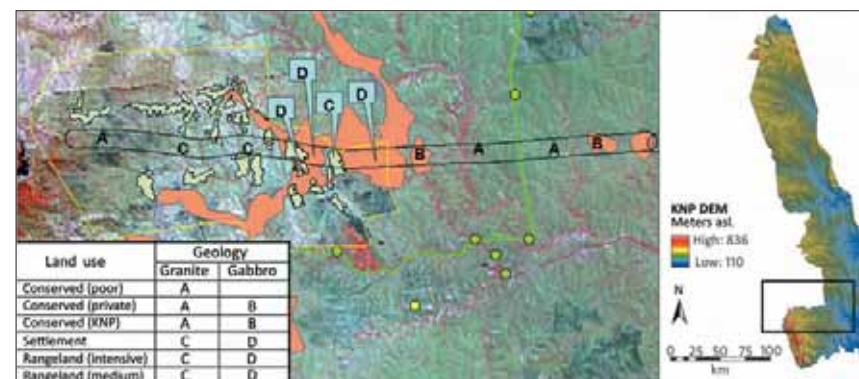 D
D
C
D
A
C
C
B
A
A
B
Land use
Geology
Granite Gabbro
Conserved (poor) A
Conserved (private) A B
Conserved (KNP) A B
Settlement C D
Rangeland (intensive) C D
Rangeland (medium) C D
KNP DEM
Meters asl.
High: 836
Low: 110
N
0 25 50 75 100
km